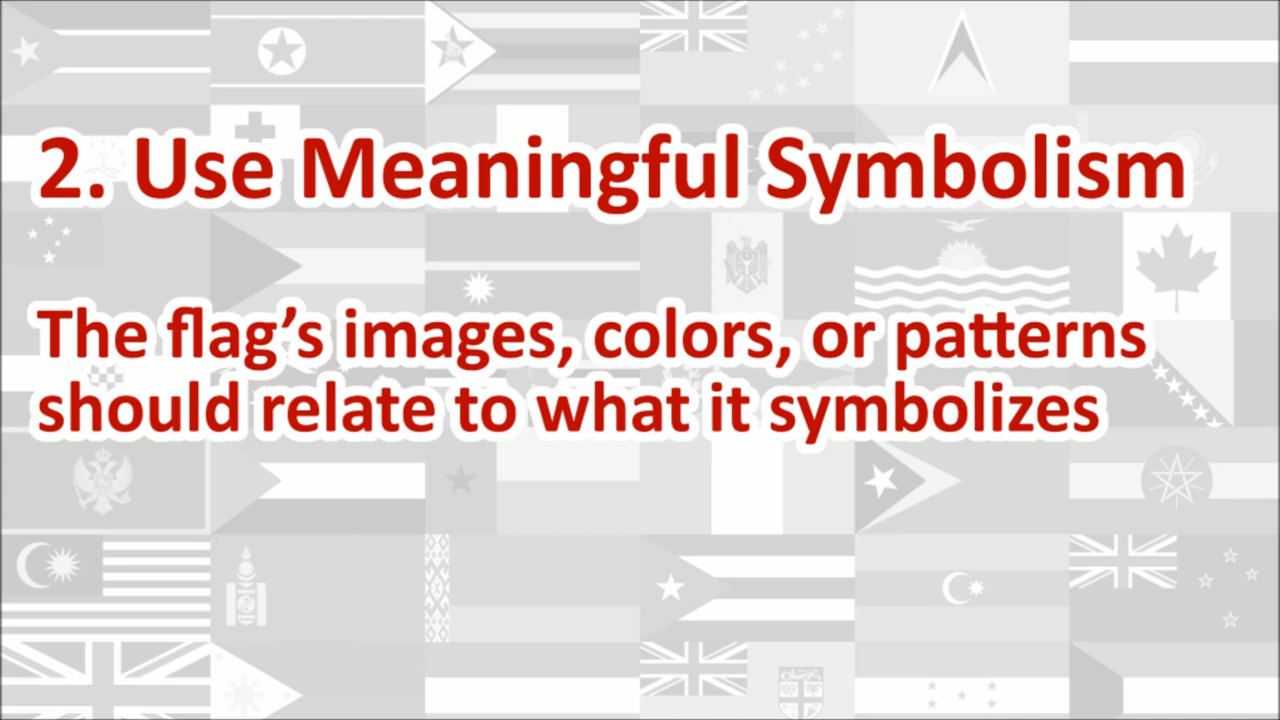 2. Use Meaningful Symbolism
The flag’s images, colors, or patterns
should relate to what it symbolizes